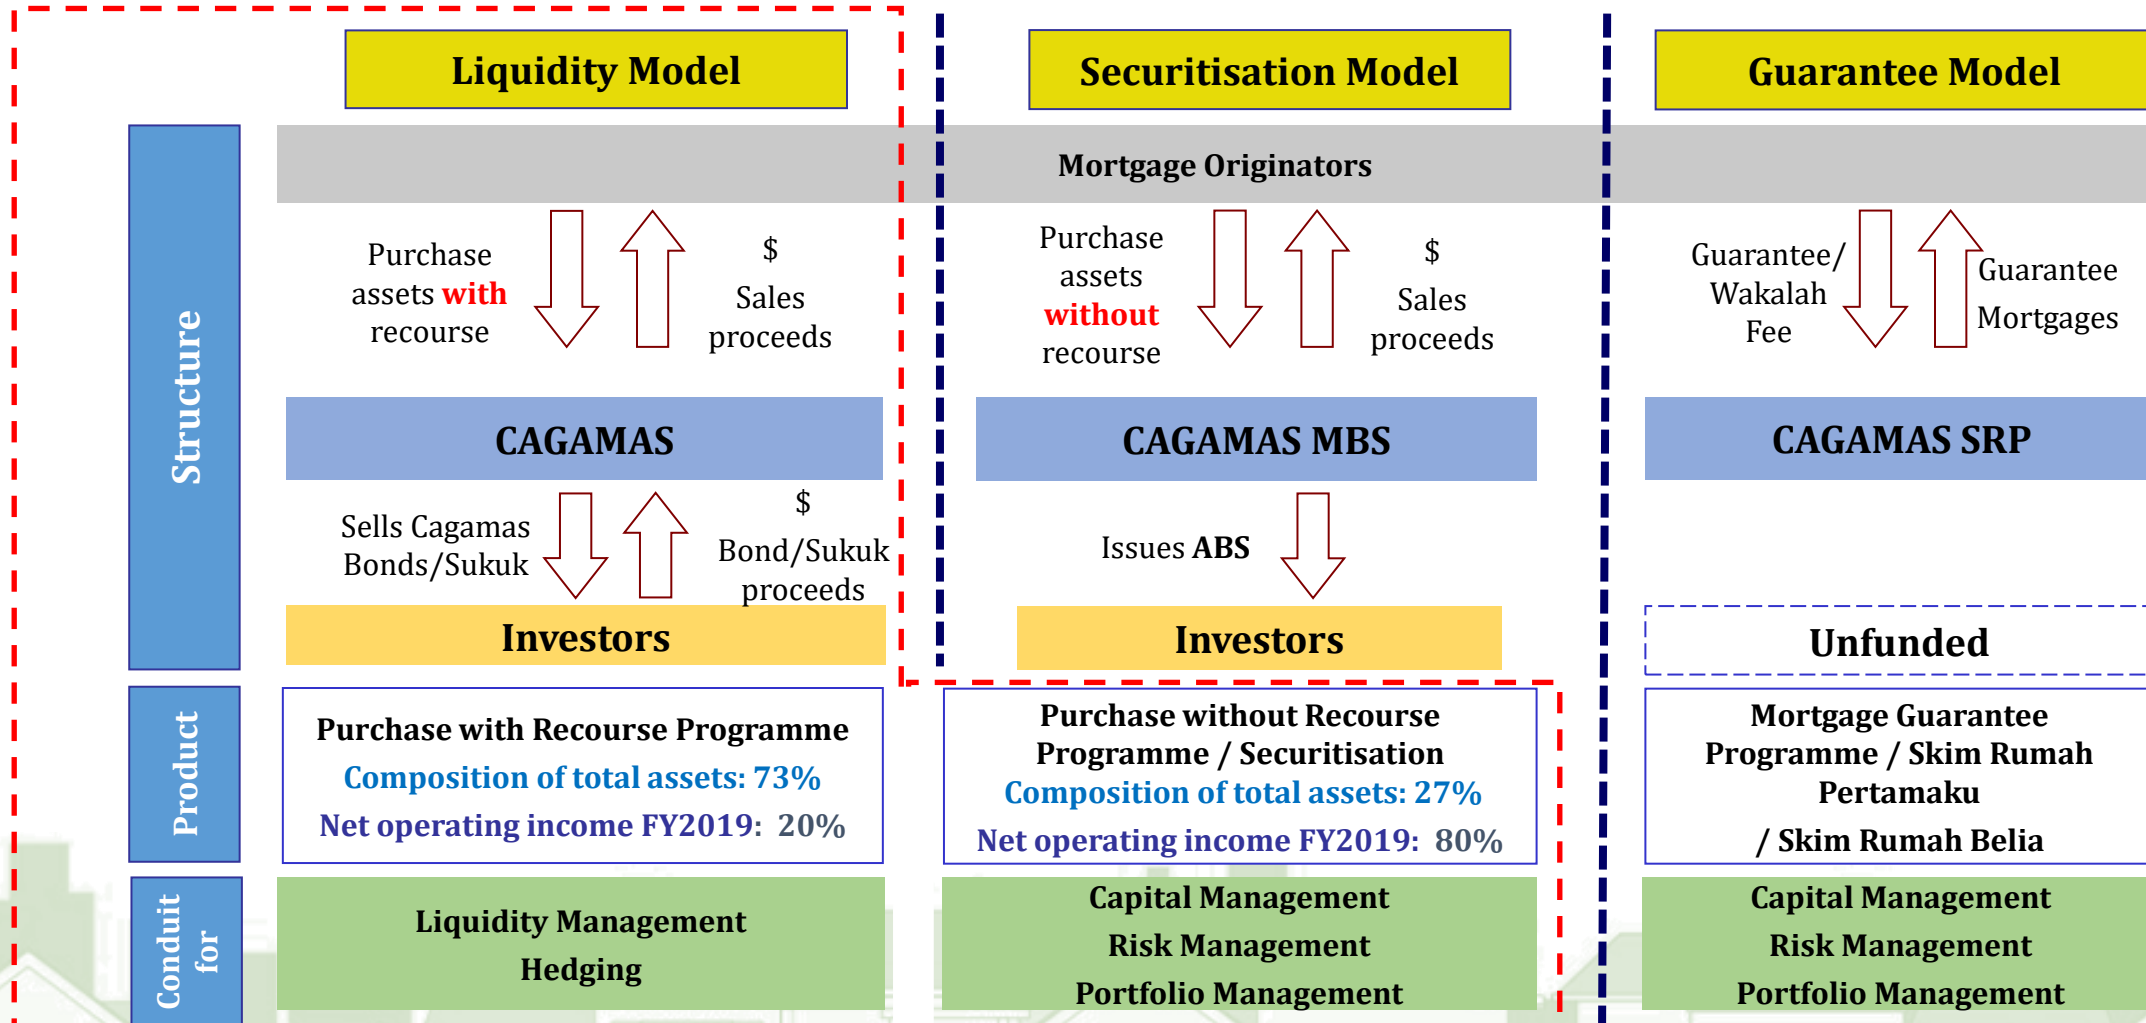 Liquidity Model
Securitisation Model
Guarantee Model
Structure
Mortgage Originators
Purchase
assets with
recourse
$
Sales
proceeds
Purchase
assets
without
recourse
$
Sales
proceeds
Guarantee/
Wakalah
Fee
Guarantee
Mortgages
CAGAMAS
CAGAMAS MBS
CAGAMAS SRP
Sells Cagamas
Bonds/Sukuk
$
Bond/Sukuk
proceeds
Issues ABS
Investors
Investors
Unfunded
Product
Purchase with Recourse Programme
Composition of total assets: 73%
Net operating income FY2019: 20%
Purchase without Recourse
Programme / Securitisation
Composition of total assets: 27%
Net operating income FY2019: 80%
Mortgage Guarantee
Programme / Skim Rumah
Pertamaku
/ Skim Rumah Belia
Conduit
for
Liquidity Management
Hedging
Capital Management
Risk Management
Portfolio Management
Capital Management
Risk Management
Portfolio Management